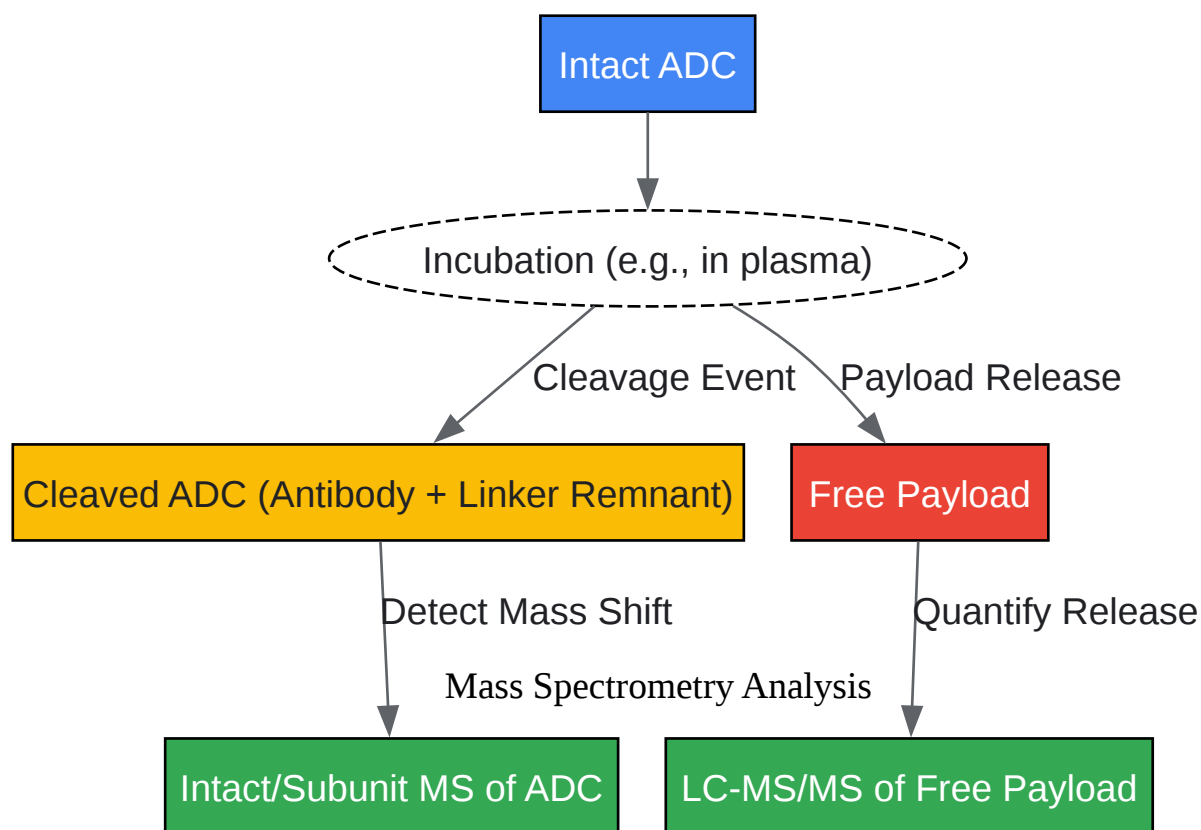 Intact ADC
Incubation (e.g., in plasma)
Cleavage Event
Payload Release
Cleaved ADC (Antibody + Linker Remnant)
Free Payload
Detect Mass Shift
Quantify Release
Mass Spectrometry Analysis
Intact/Subunit MS of ADC
LC-MS/MS of Free Payload